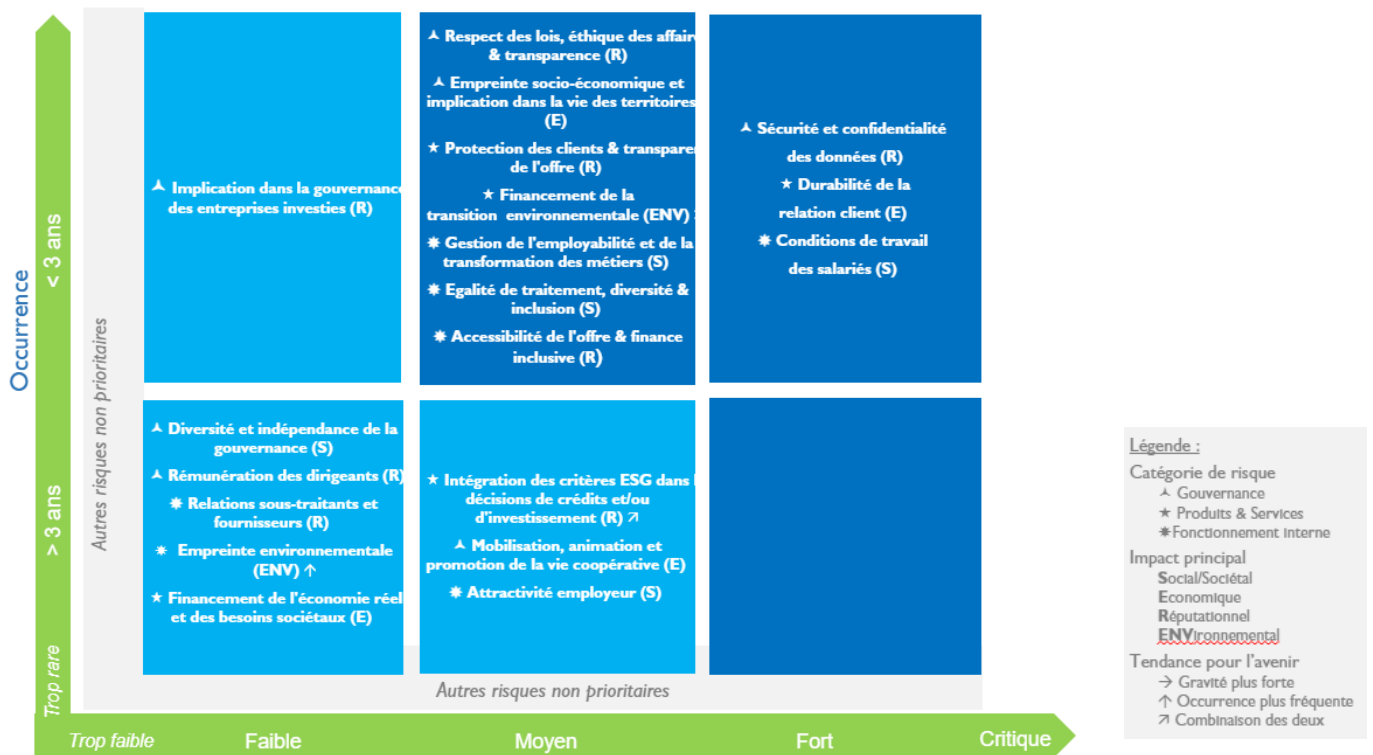 Occurrence
< 3 ans
> 3 ans
Trop rare
Autres risques non prioritaires
⅄ Implication dans la gouvernance
des entreprises investies (R)
⅄ Respect des lois, éthique des affair
& transparence (R)
⅄ Empreinte socio-économique et
implication dans la vie des territoires
(E)
★ Protection des clients & transpare
de l'offre (R)
★ Financement de la
transition environnementale (ENV)
✸ Gestion de l'employabilité et de la
transformation des métiers (S)
✸ Egalité de traitement, diversité &
inclusion (S)
✸ Accessibilité de l'offre & finance
inclusive (R)
⅄ Sécurité et confidentialité
des données (R)
★ Durabilité de la
relation client (E)
✸ Conditions de travail
des salariés (S)
⅄ Diversité et indépendance de la
gouvernance (S)
⅄ Rémunération des dirigeants (R)
✸ Relations sous-traitants et
fournisseurs (R)
✸ Empreinte environnementale
(ENV) ↑
★ Financement de l'économie réel
et des besoins sociétaux (E)
★ Intégration des critères ESG dans l
décisions de crédits et/ou
d'investissement (R) ↗
⅄ Mobilisation, animation et
promotion de la vie coopérative (E)
✸ Attractivité employeur (S)
Autres risques non prioritaires
Trop faible
Faible
Moyen
Fort
Critique
Légende :
Catégorie de risque
⅄ Gouvernance
★ Produits & Services
✸Fonctionnement interne
Impact principal
Social/Sociétal
Economique
Réputationnel
ENVironnemental
Tendance pour l'avenir
→ Gravité plus forte
↑ Occurrence plus fréquente
↗ Combinaison des deux